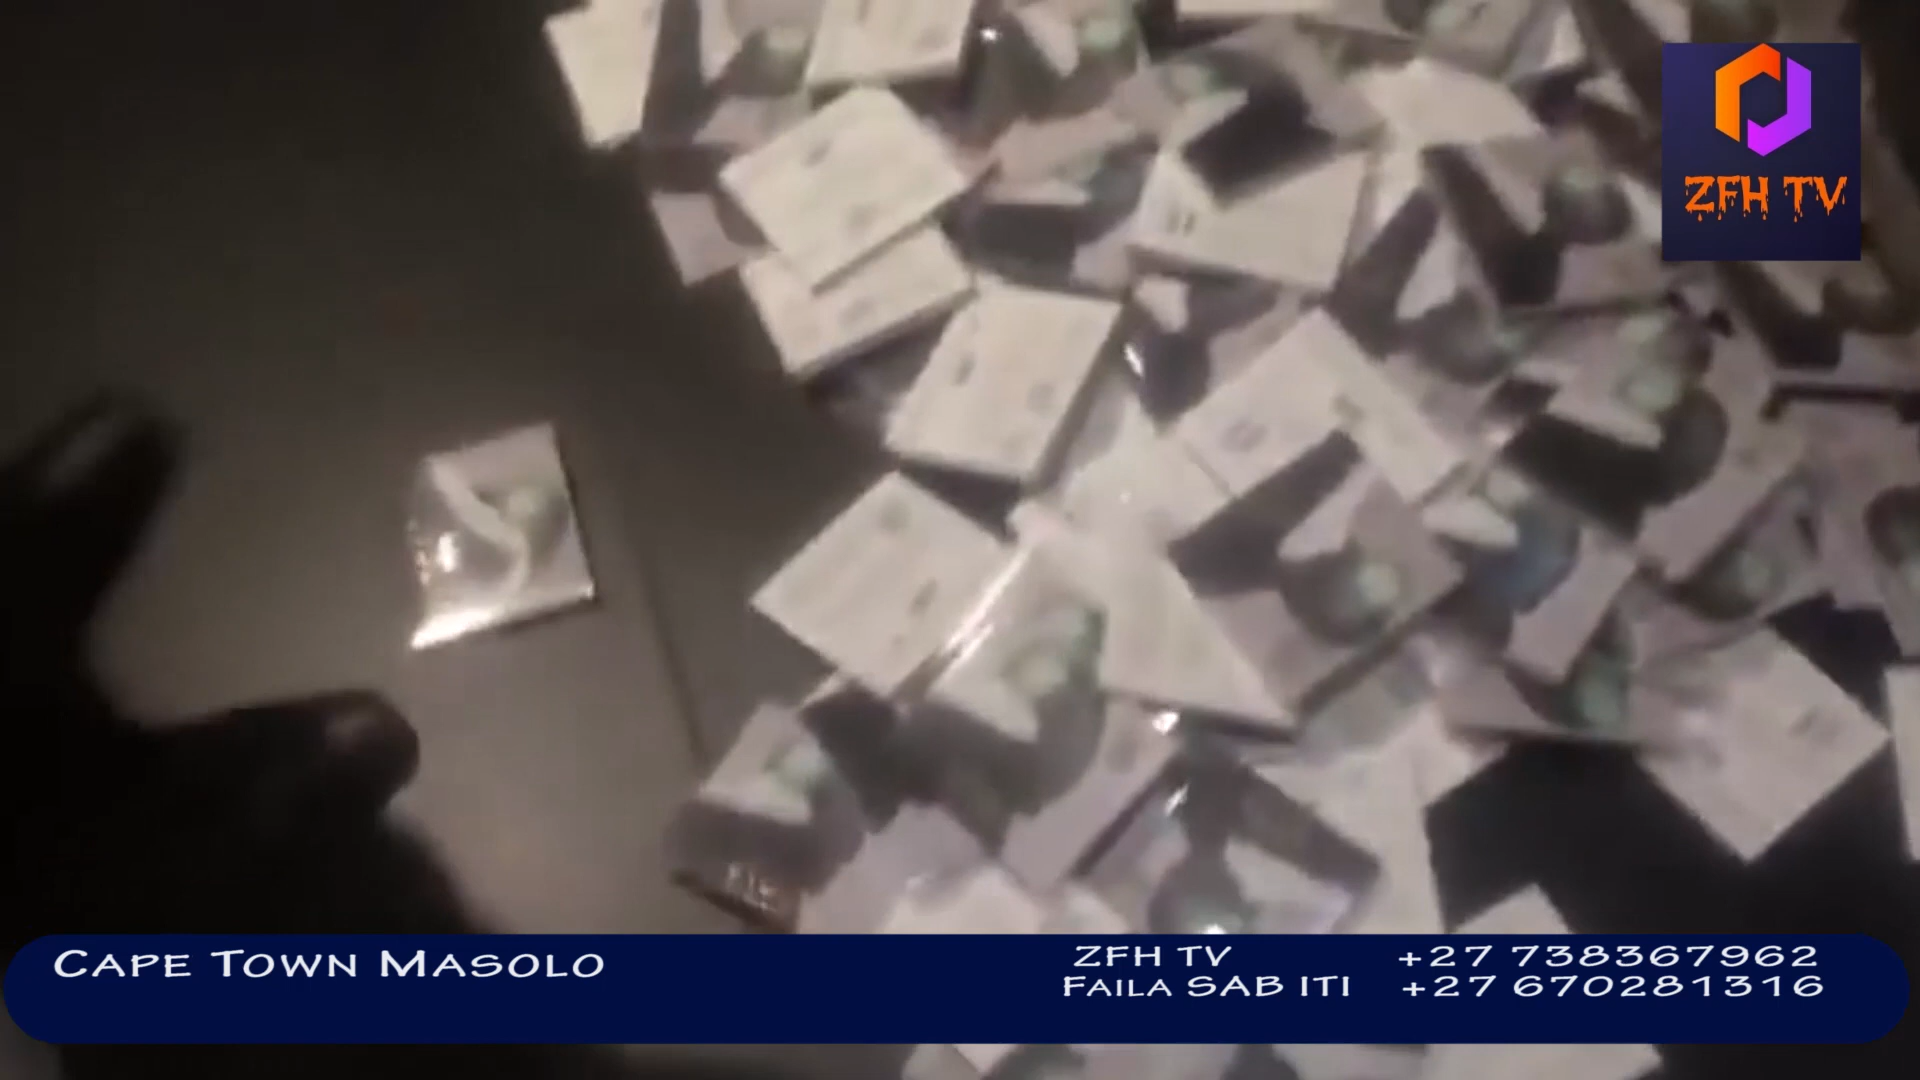 ZFH TV
CAPE TOWN MASOLO
ZFH TV +27 738367962
FAILA SAB ITI +27 670281316